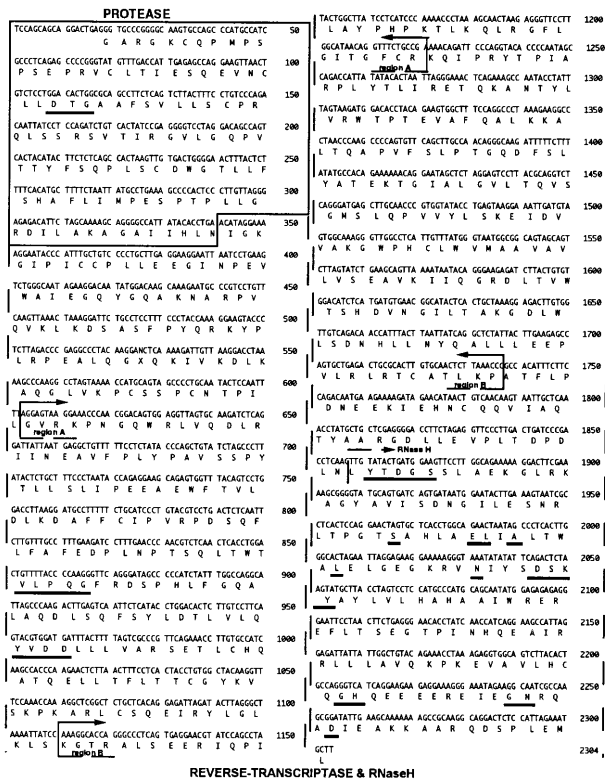 PROTEASE
TCCAGCAGCA GGACTGAGGG TGCCCGGGGC AAGTGCCAGC CCATGCCATC 50
G A R G K C Q P M P S
GCCCTCAGAG CCCCGGGTAT GTTTGACCAT TGAGAGCCAG GAAGTTAACT 100
P S E P R V C L T I E S Q E V N C
GTCTCCTGGA CACTGGCGCA GCCTTCTCAG TCTTACTTTC CTGTCCCAGA 150
L L D T G A A F S V L L S C P R
CAATTATCCT CCAGATCTGT CACTATCCGA GGGGTCCTAG GACAGCCAGT 200
Q L S S R S V T I R G V L G Q P V
CACTACATAC TTCTCTCAGC CACTAAGTTG TGACTGGGGA ACTTTACTCT 250
T T Y F S Q P L S C D W G T L L F
TTTCACATGC TTTTCTAATT ATGCCTGAAA GCCCCACTCC CTTGTTAGGG 300
S H A F L I M P E S P T P L L G
AGAGACATTC TAGCAAAAGC AGGGGCCATT ATACACCTGA ACATAGGAAA 350
R D I L A K A G A I I H L N I G K
AGGAATACCC ATTTGCTGTC CCCTGCTTGA GGAAGGAATT AATCCTGAAG 400
G I P I C C P L L E E G I N P E V
TCTGGGCAAT AGAAGGACAA TATGGACAAG CAAAGAATGC CCGTCCTGTT 450
W A I E G Q Y G Q A K N A R P V
CAAGTTAAAC TAAAGGATTC TGCCTCCTTT CCCTACCAAA GGAAGTACCC 500
Q V K L K D S A S F P Y Q R K Y P
TCTTAGACCC GAGGCCCTAC AAGGANCTCA AAAGATTGTT AAGGACCTAA 550
L R P E A L Q G X Q K I V K D L K
AAGCCCAAGG CCTAGTAAAA CCATGCAGTA GCCCCTGCAA TACTCCAATT 600
A Q G L V K P C S S P C N T P I
TTAGGAGTAA GGAAACCCAA CGGACAGTGG AGGTTAGTGC AAGATCTCAG 650
L G V R K P N G Q W R L V Q D L R
region A
GATTATTAAT GAGGCTGTTT TTCCTCTATA CCCAGCTGTA TCTAGCCCTT 700
I I N E A V F P L Y P A V S S P Y
ATACTCTGCT TTCCCTAATA CCAGAGGAAG CAGAGTGGTT TACAGTCCTG 750
T L L S L I P E E A E W F T V L
GACCTTAAGG ATGCCTTTTT CTGCATCCCT GTACGTCCTG ACTCTCAATT 800
D L K D A F F C I P V R P D S Q F
CTTGTTTGCC TTTGAAGATC CTTTGAACCC AACGTCTCAA CTCACCTGGA 850
L F A F E D P L N P T S Q L T W T
CTGTTTTACC CCAAGGGTTC AGGGATAGCC CCCATCTATT TGGCCAGGCA 900
V L P Q G F R D S P H L F G Q A
TTAGCCCAAG ACTTGAGTCA ATTCTCATAC CTGGACACTC TTGTCCTTCA 950
L A Q D L S Q F S Y L D T L V L Q
GTACGTGGAT GATTTACTTT TAGTCGCCCG TTCAGAAACC TTGTGCCATC 1000
Y V D D L L L V A R S E T L C H Q
AAGCCACCCA AGAACTCTTA ACTTTCCTCA CTACCTGTGG CTACAAGGTT 1050
A T Q E L L T F L T T C G Y K V
TCCAAACCAA AGGCTCGGCT CTGCTCACAG GAGATTAGAT ACTTAGGGCT 1100
S K P K A R L C S Q E I R Y L G L
AAAATTATCC AAAGGCACCA GGGCCCTCAG TGAGGAACGT ATCCAGCCTA 1150
K L S K G T R A L S E E R I Q P I
region B
TACTGGCTTA TCCTCATCCC AAAACCCTAA AGCAACTAAG AGGGTTCCTT 1200
L A Y P H P K T L K Q L R G F L
GGCATAACAG GTTTCTGCCG AAAACAGATT CCCAGGTACA CCCCAATAGC 1250
G I T G F C R K Q I P R Y T P I A
region A
CAGACCATTA TATACACTAA TTAGGGAAAC TCAGAAAGCC AATACCTATT 1300
R P L Y T L I R E T Q K A N T Y L
TAGTAAGATG GACACCTACA GAAGTGGCTT TCCAGGCCCT AAAGAAGGCC 1350
V R W T P T E V A F Q A L K K A
CTAACCCAAG CCCCAGTGTT CAGCTTGCCA ACAGGGCAAG ATTTTTCTTT 1400
L T Q A P V F S L P T G Q D F S L
ATATGCCACA GAAAAAACAG GAATAGCTCT AGGAGTCCTT ACGCAGGTCT 1450
Y A T E K T G I A L G V L T Q V S
CAGGGATGAG CTTGCAACCC GTGGTATACC TGAGTAAGGA AATTGATGTA 1500
G M S L Q P V V Y L S K E I D V
GTGGCAAAGG GTTGGCCTCA TTGTTTATGG GTAATGGCGG CAGTAGCAGT 1550
V A K G W P H C L W V M A A V A V
CTTAGTATCT GAAGCAGTTA AAATAATACA GGGAAGAGAT CTTACTGTGT 1600
L V S E A V K I I Q G R D L T V W
GGACATCTCA TGATGTGAAC GGCATACTCA CTGCTAAAGG AGACTTGTGG 1650
T S H D V N G I L T A K G D L W
TTGTCAGACA ACCATTTACT TAATTATCAG GCTCTATTAC TTGAAGAGCC 1700
L S D N H L L N Y Q A L L L E E P
AGTGCTGAGA CTGCGCACTT GTGCAACTCT TAAACCCGCC ACATTTCTTC 1750
V L R L R T C A T L K P A T F L P
region B
CAGACAATGA AGAAAAGATA GAACATAACT GTCAACAAGT AATTGCTCAA 1800
D N E E K I E H N C Q Q V I A Q
ACCTATGCTG CTCGAGGGGA CCTTCTAGAG GTTCCCTTGA CTGATCCCGA 1850
T Y A A R G D L L E V P L T D P D
RNase H
CCTCAACTTG TATACTGATG GAAGTTCCTT GGCAGAAAAA GGACTTCGAA 1900
L N L Y T D G S S L A E K G L R K
AAGCGGGGTA TGCAGTGATC AGTGATAATG GAATACTTGA AAGTAATCGC 1950
A G Y A V I S D N G I L E S N R
CTCACTCCAG GAACTAGTGC TCACCTGGCA GAACTAATAG CCCTCACTTG 2000
L T P G T S A H L A E L I A L T W
GGCACTAGAA TTAGGAGAAG GAAAAAGGGT AAATATATAT TCAGACTCTA 2050
A L E L G E G K R V N I Y S D S K
AGTATGCTTA CCTAGTCCTC CATGCCCATG CAGCAATATG GAGAGAGAGG 2100
Y A Y L V L H A H A A I W R E R
GAATTCCTAA CTTCTGAGGG AACACCTATC AACCATCAGG AAGCCATTAG 2150
E F L T S E G T P I N H Q E A I R
GAGATTATTA TTGGCTGTAC AGAAACCTAA AGAGGTGGCA GTCTTACACT 2200
R L L L A V Q K P K E V A V L H C
GCCAGGGTCA TCAGGAAGAA GAGGAAAGGG AAATAGAAGG CAATCGCCAA 2250
Q G H Q E E E E R E I E G N R Q
GCGGATATTG AAGCAAAAAA AGCCGCAAGG CAGGACTCTC CATTAGAAAT 2300
A D I E A K K A A R Q D S P L E M
GCTT 2304
L
REVERSE-TRANSCRIPTASE & RNaseH